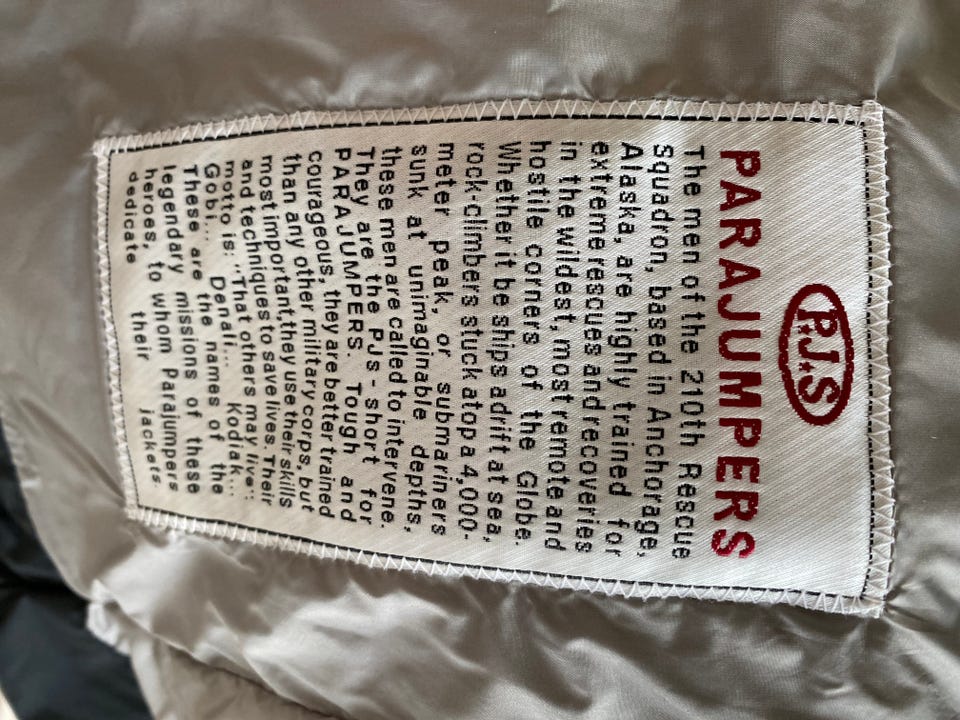 P.J.S
PARAJUMPERS
The men of the 210th Rescue
Squadron, based in Anchorage,
Alaska, are highly trained for
extreme rescues and recoveries
in the wildest, most remote and
hostile corners of the Globe.
Whether it be ships adrift at sea,
rock-climbers stuck atop a 4,000-
meter peak, or submariners
sunk at unimaginable depths,
these men are called to intervene.
They are the PJs - short for
PARAJUMPERS. Tough and
courageous, they are better trained
than any other military corps, but
most important, they use their skills
and techniques to save lives. Their
motto is: "That others may live":
Gobi... Denali... Kodiak...
These are the names of the
legendary missions of these
heroes, to whom Parajumpers
dedicate their jackets.